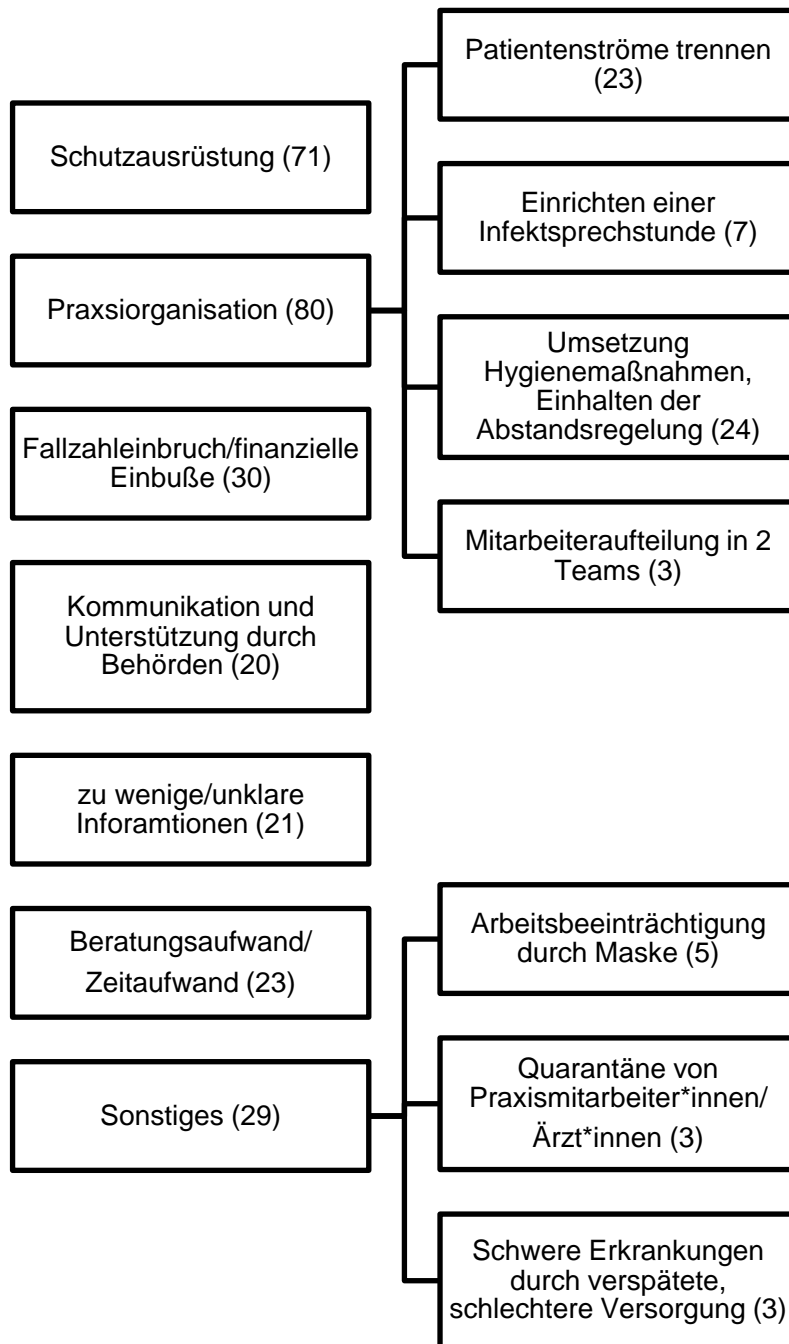 Schutzausrüstung (71)
Praxsiorganisation (80)
Patientenströme trennen
(23)
Einrichten einer
Infektsprechstunde (7)
Umsetzung
Hygienemaßnahmen,
Einhalten der
Abstandsregelung (24)
Mitarbeiteraufteilung in 2
Teams (3)
Fallzahleinbruch/finanzielle
Einbuße (30)
Kommunikation und
Unterstützung durch
Behörden (20)
zu wenige/unklare
Inforamtionen (21)
Beratungsaufwand/
Zeitaufwand (23)
Sonstiges (29)
Arbeitsbeeinträchtigung
durch Maske (5)
Quarantäne von
Praxismitarbeiter*innen/
Ärzt*innen (3)
Schwere Erkrankungen
durch verspätete,
schlechtere Versorgung (3)